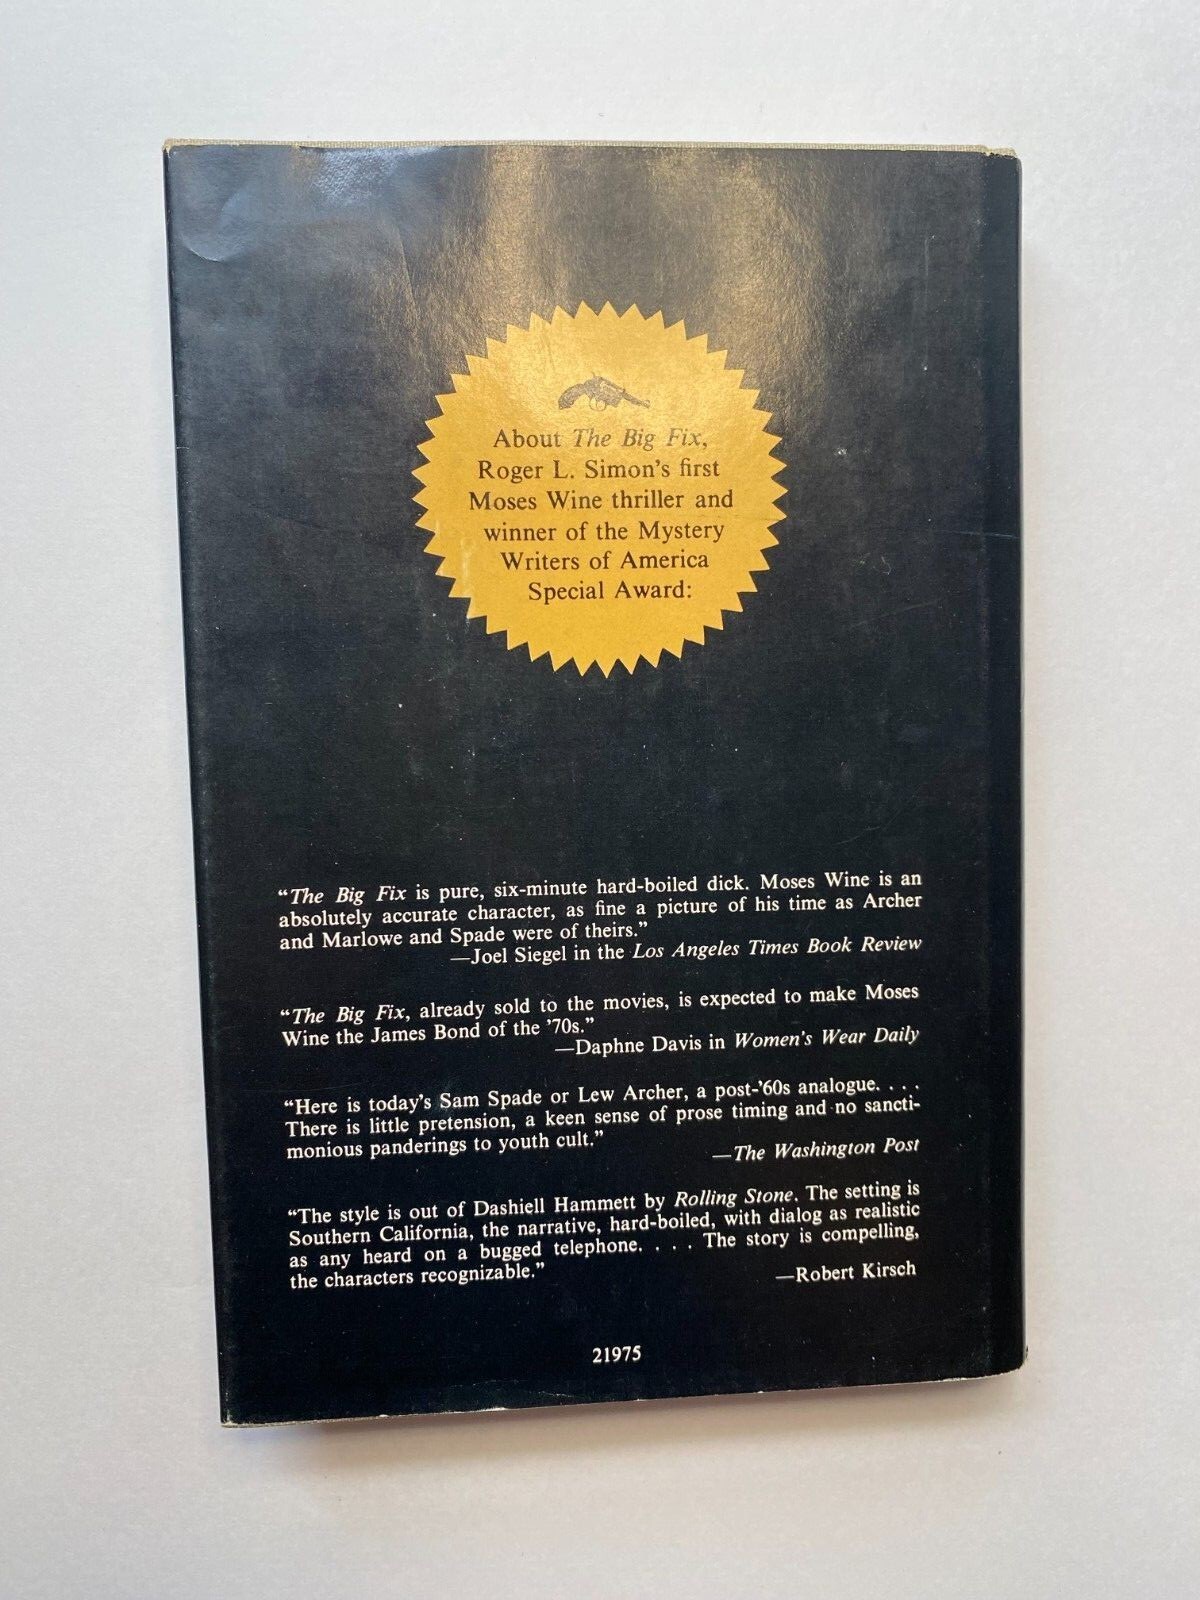 About The Big Fix,
Roger L. Simon's first
Moses Wine thriller and
winner of the Mystery
Writers of America
Special Award:
“The Big Fix is pure, six-minute hard-boiled dick. Moses Wine is an
absolutely accurate character, as fine a picture of his time as Archer
and Marlowe and Spade were of theirs.”
—Joel Siegel in the Los Angeles Times Book Review
“The Big Fix, already sold to the movies, is expected to make Moses
Wine the James Bond of the ’70s.”
—Daphne Davis in Women's Wear Daily
“Here is today's Sam Spade or Lew Archer, a post-’60s analogue. . . .
There is little pretension, a keen sense of prose timing and no sancti-
monious panderings to youth cult.”
—The Washington Post
“The style is out of Dashiell Hammett by Rolling Stone. The setting is
Southern California, the narrative, hard-boiled, with dialog as realistic
as any heard on a bugged telephone. . . . The story is compelling,
the characters recognizable.”
—Robert Kirsch
21975